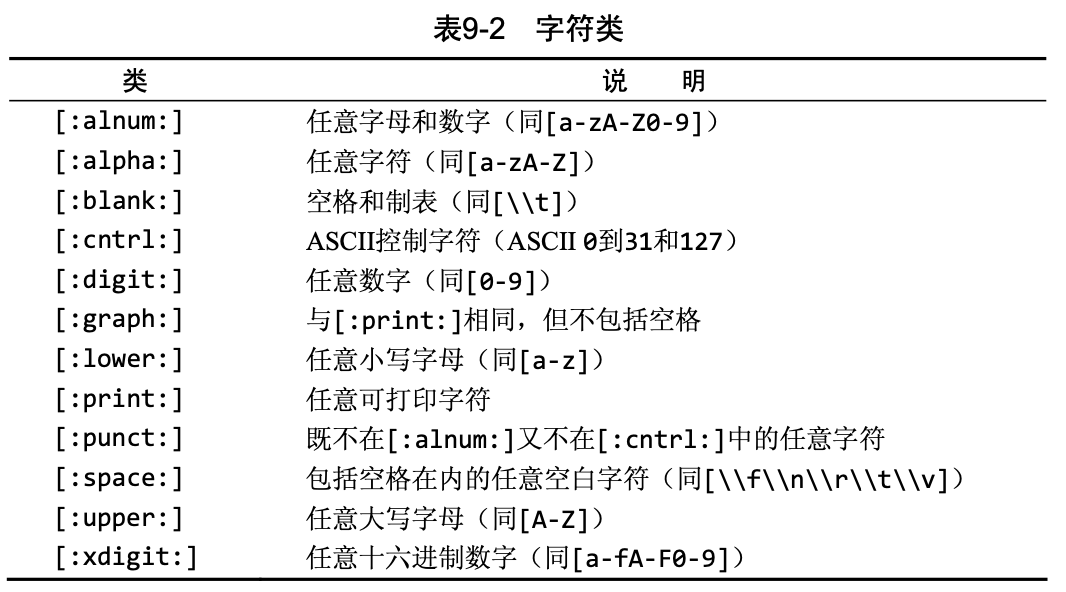 表9-2 字符类
类 说 明
[:alnum:] 任意字母和数字（同[a-zA-Z0-9]）
[:alpha:] 任意字符（同[a-zA-Z]）
[:blank:] 空格和制表（同[\\t]）
[:cntrl:] ASCII控制字符（ASCII 0到31和127）
[:digit:] 任意数字（同[0-9]）
[:graph:] 与[:print:]相同，但不包括空格
[:lower:] 任意小写字母（同[a-z]）
[:print:] 任意可打印字符
[:punct:] 既不在[:alnum:]又不在[:cntrl:]中的任意字符
[:space:] 包括空格在内的任意空白字符（同[\\f\\n\\r\\t\\v]）
[:upper:] 任意大写字母（同[A-Z]）
[:xdigit:] 任意十六进制数字（同[a-fA-F0-9]）